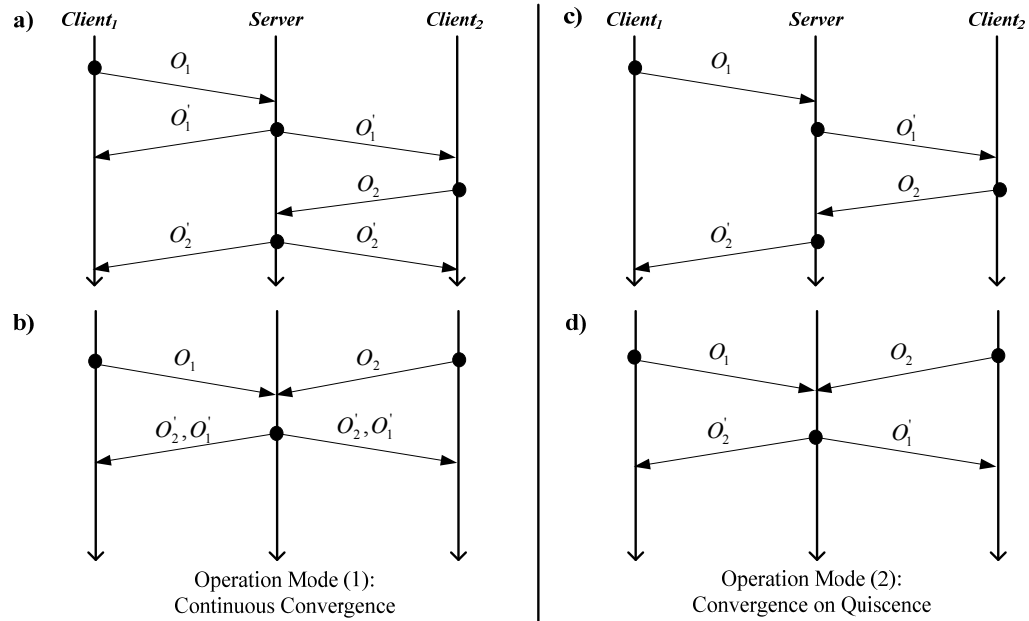 a) Client₁ Server Client₂
O₁
O₁' O₁'
O₂
O₂' O₂'
b)
O₁ O₂
O₂', O₁' O₂', O₁'
Operation Mode (1):
Continuous Convergence
c) Client₁ Server Client₂
O₁
O₁'
O₂
O₂'
d)
O₁ O₂
O₂' O₁'
Operation Mode (2):
Convergence on Quiscence